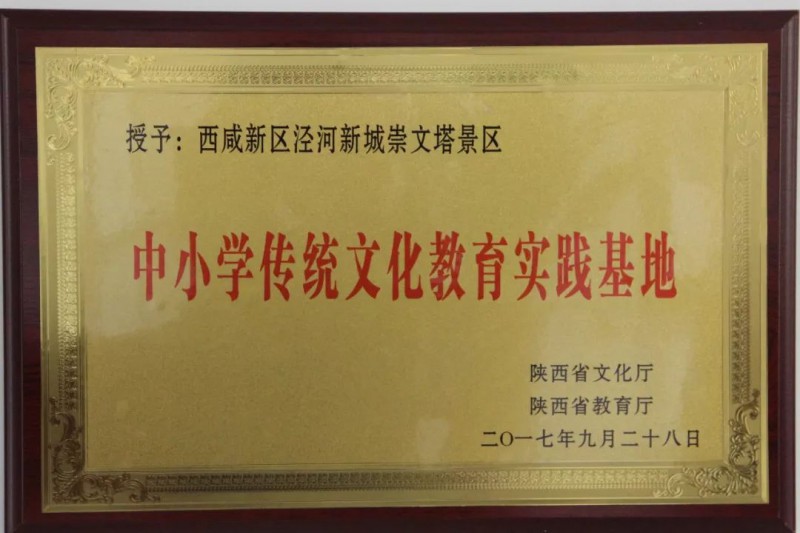 授予：西咸新区泾河新城崇文塔景区
中小学传统文化教育实践基地
陕西省文化厅
陕西省教育厅
二〇一七年九月二十八日